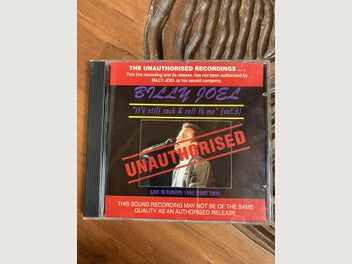 THE UNAUTHORISED RECORDINGS ...
This live recording and its release, has not been authorised by
BILLY JOEL or his record company.
BILLY JOEL
"it's still rock & roll to me" (vol.3)
UNAUTHORISED
LIVE IN EUROPE 1992 (PART TWO)
THIS SOUND RECORDING MAY NOT BE OF THE SAME
QUALITY AS AN AUTHORISED RELEASE